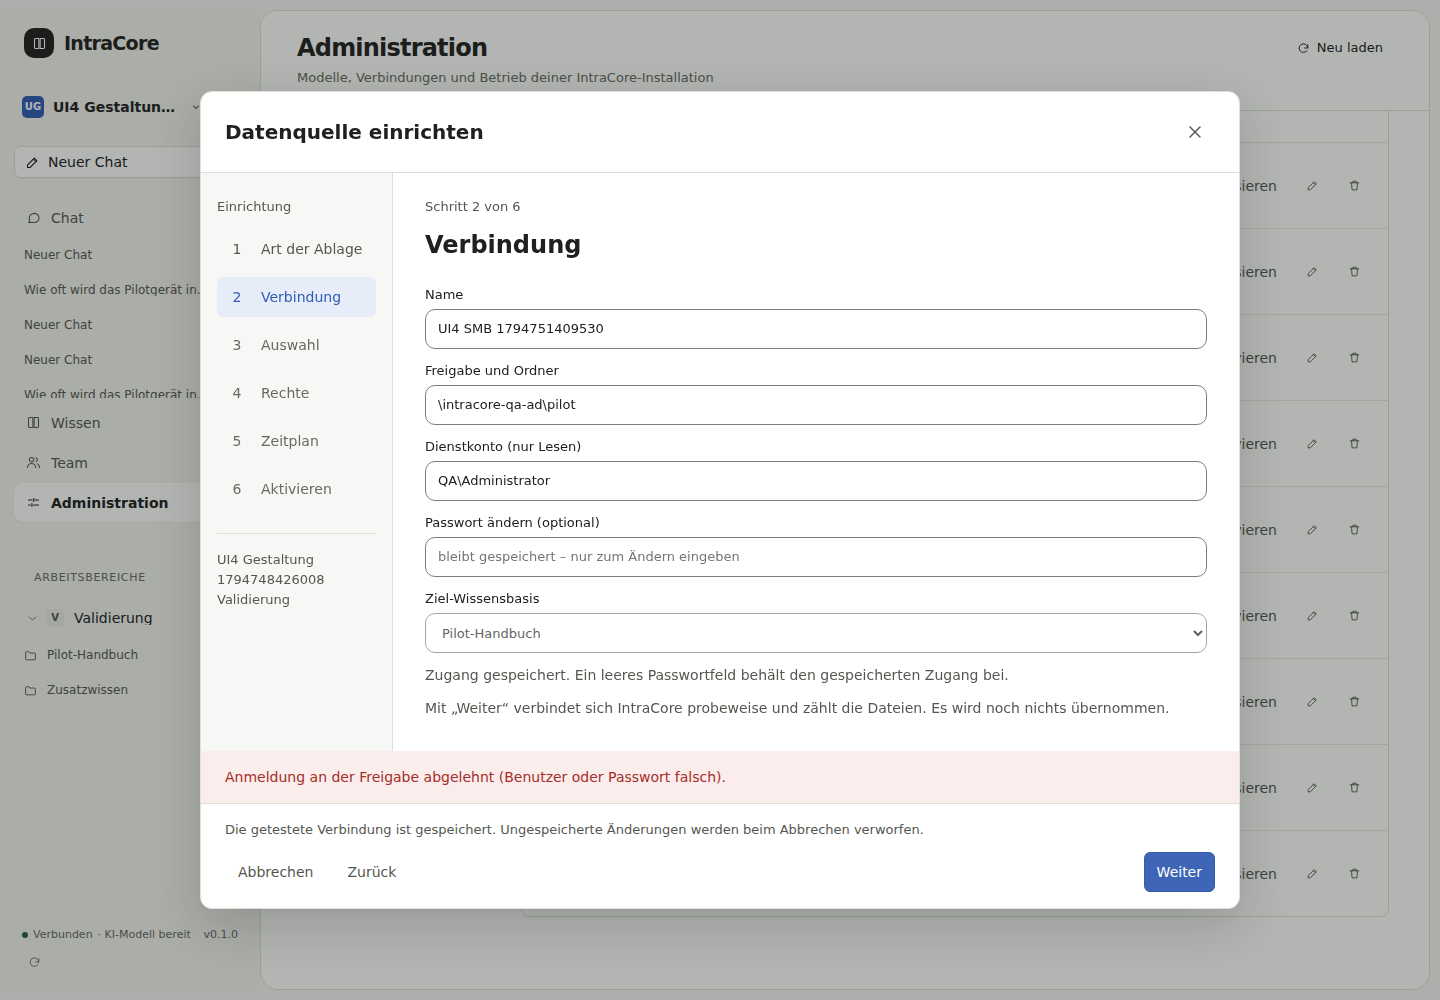 IntraCore
UG UI4 Gestaltun...
Neuer Chat
Chat
Neuer Chat
Wie oft wird das Pilotgerät in.
Neuer Chat
Neuer Chat
Wie oft wird das Pilotgerät in.
Wissen
Team
Administration
ARBEITSBEREICHE
V Validierung
Pilot-Handbuch
Zusatzwissen
Verbunden · KI-Modell bereit v0.1.0
Administration
Modelle, Verbindungen und Betrieb deiner IntraCore-Installation
Neu laden
Datenquelle einrichten
Einrichtung
1 Art der Ablage
2 Verbindung
3 Auswahl
4 Rechte
5 Zeitplan
6 Aktivieren
UI4 Gestaltung
1794748426008
Validierung
Schritt 2 von 6
Verbindung
Name
UI4 SMB 1794751409530
Freigabe und Ordner
\intracore-qa-ad\pilot
Dienstkonto (nur Lesen)
QA\Administrator
Passwort ändern (optional)
bleibt gespeichert – nur zum Ändern eingeben
Ziel-Wissensbasis
Pilot-Handbuch
Zugang gespeichert. Ein leeres Passwortfeld behält den gespeicherten Zugang bei.
Mit „Weiter“ verbindet sich IntraCore probeweise und zählt die Dateien. Es wird noch nichts übernommen.
Anmeldung an der Freigabe abgelehnt (Benutzer oder Passwort falsch).
Die getestete Verbindung ist gespeichert. Ungespeicherte Änderungen werden beim Abbrechen verworfen.
Abbrechen
Zurück
Weiter